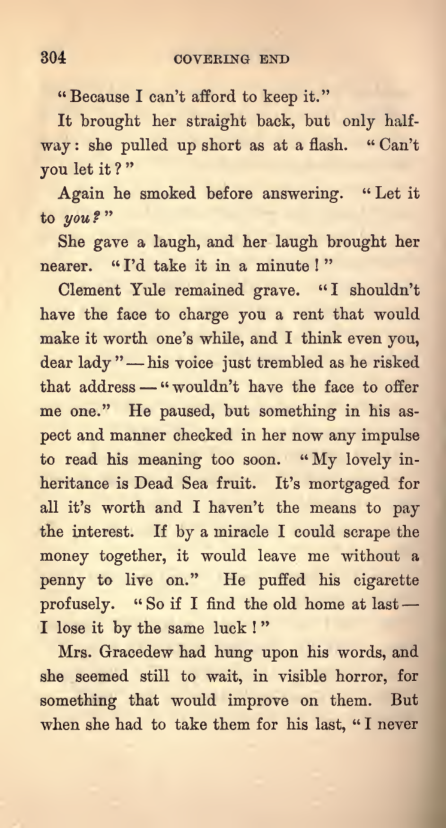 304 COVERING END
“Because I can't afford to keep it.”
It brought her straight back, but only half-
way: she pulled up short as at a flash. “Can't
you let it?”
Again he smoked before answering. “Let it
to you?”
She gave a laugh, and her laugh brought her
nearer. “I'd take it in a minute!”
Clement Yule remained grave. “I shouldn't
have the face to charge you a rent that would
make it worth one's while, and I think even you,
dear lady”—his voice just trembled as he risked
that address—“wouldn't have the face to offer
me one.” He paused, but something in his as-
pect and manner checked in her now any impulse
to read his meaning too soon. “My lovely in-
heritance is Dead Sea fruit. It's mortgaged for
all it's worth and I haven't the means to pay
the interest. If by a miracle I could scrape the
money together, it would leave me without a
penny to live on.” He puffed his cigarette
profusely. “So if I find the old home at last—
I lose it by the same luck!”
Mrs. Gracedew had hung upon his words, and
she seemed still to wait, in visible horror, for
something that would improve on them. But
when she had to take them for his last, “I never